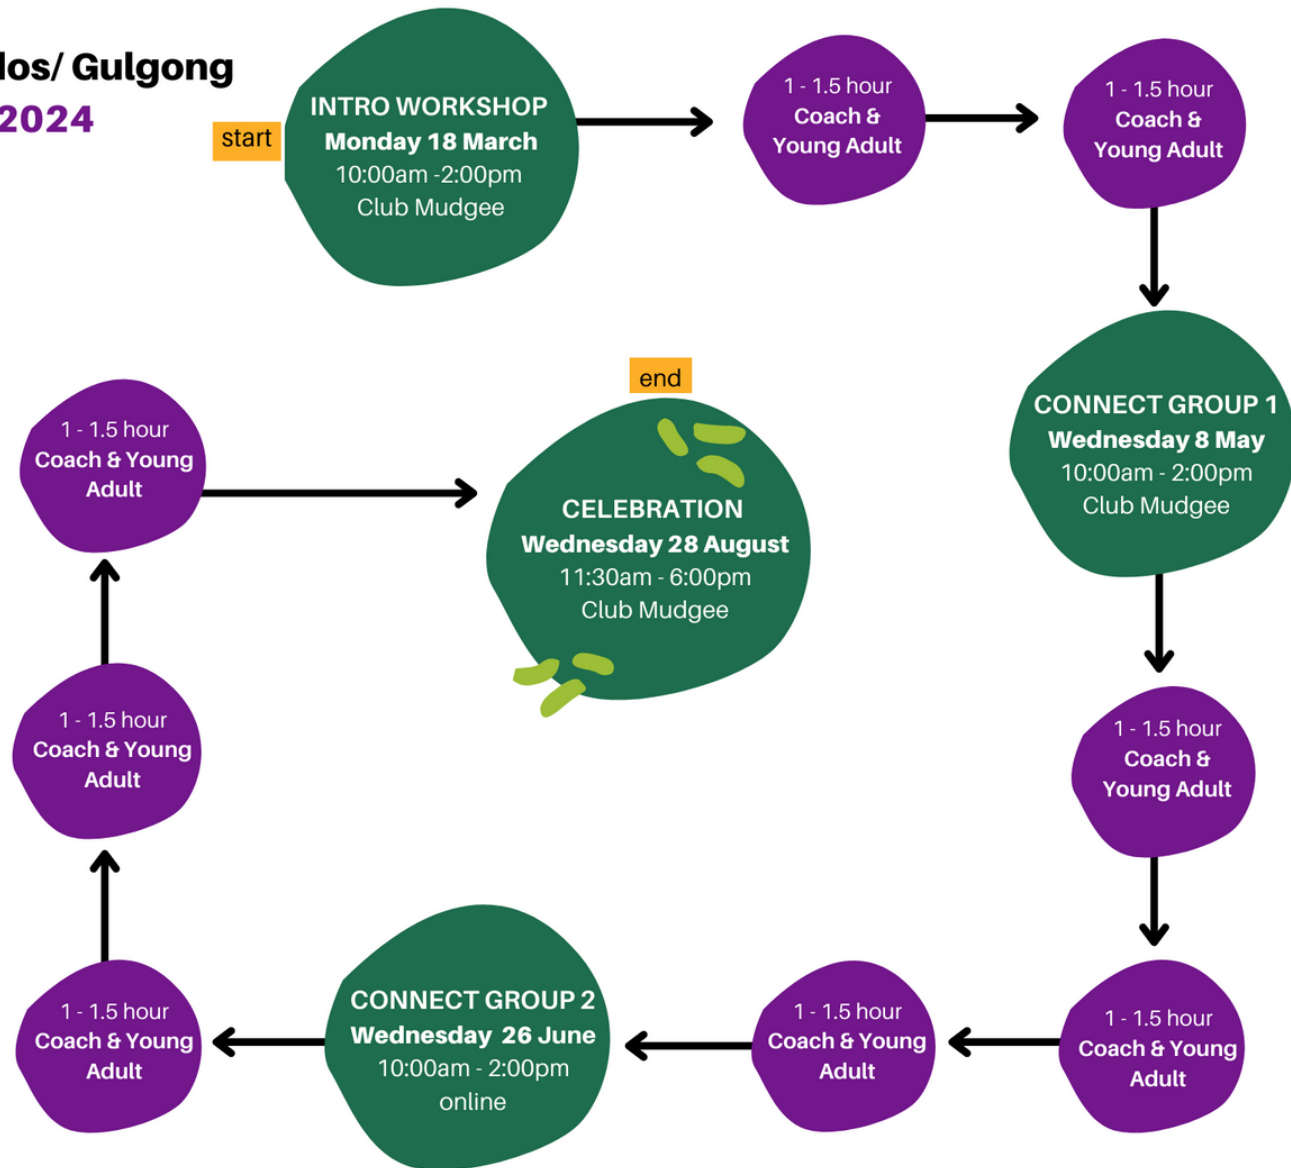 los/ Gulgong
2024
start
INTRO WORKSHOP
Monday 18 March
10:00am -2:00pm
Club Mudgee
1 - 1.5 hour
Coach &
Young Adult
1 - 1.5 hour
Coach &
Young Adult
CONNECT GROUP 1
Wednesday 8 May
10:00am - 2:00pm
Club Mudgee
1 - 1.5 hour
Coach &
Young Adult
1 - 1.5 hour
Coach & Young
Adult
1 - 1.5 hour
Coach & Young
Adult
CONNECT GROUP 2
Wednesday 26 June
10:00am - 2:00pm
online
1 - 1.5 hour
Coach & Young
Adult
1 - 1.5 hour
Coach & Young
Adult
1 - 1.5 hour
Coach & Young
Adult
end
CELEBRATION
Wednesday 28 August
11:30am - 6:00pm
Club Mudgee